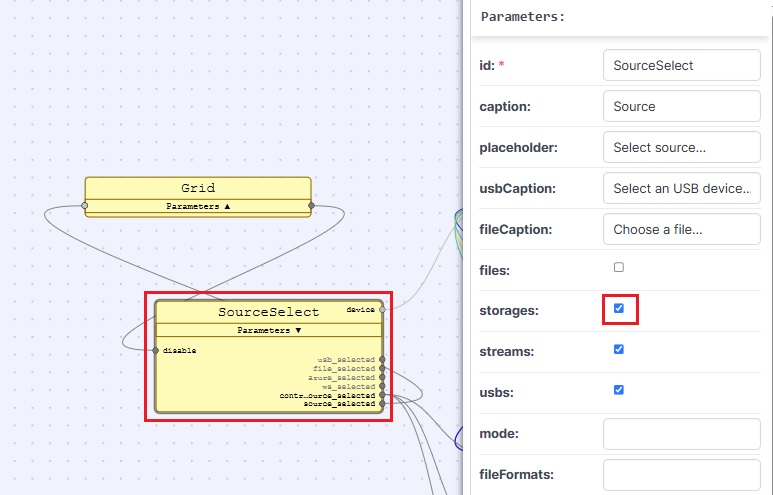 Grid
Parameters ▲
SourceSelect
device
Parameters ▼
disable
usb_selected
file_selected
azure_selected
ws_selected
contr…ource_selected
source_selected
Parameters:
id: *
SourceSelect
caption:
Source
placeholder:
Select source...
usbCaption:
Select an USB device...
fileCaption:
Choose a file...
files:
storages:
streams:
usbs:
mode:
fileFormats: